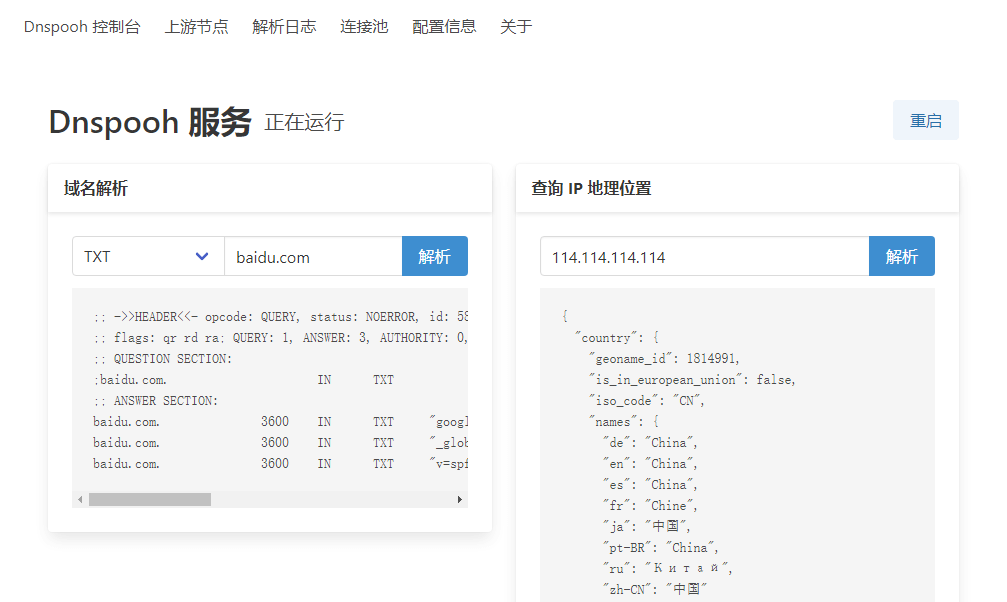 Dnspooh 控制台 上游节点 解析日志 连接池 配置信息 关于
Dnspooh 服务 正在运行
重启
域名解析
TXT baidu.com 解析
;; ->>HEADER<<- opcode: QUERY, status: NOERROR, id: 58
;; flags: qr rd ra; QUERY: 1, ANSWER: 3, AUTHORITY: 0,
;; QUESTION SECTION:
;baidu.com. IN TXT
;; ANSWER SECTION:
baidu.com. 3600 IN TXT "googl
baidu.com. 3600 IN TXT "_glob
baidu.com. 3600 IN TXT "v=spf
查询 IP 地理位置
114.114.114.114 解析
{
"country": {
"geoname_id": 1814991,
"is_in_european_union": false,
"iso_code": "CN",
"names": {
"de": "China",
"en": "China",
"es": "China",
"fr": "Chine",
"ja": "中国",
"pt-BR": "China",
"ru": "Китай",
"zh-CN": "中国"